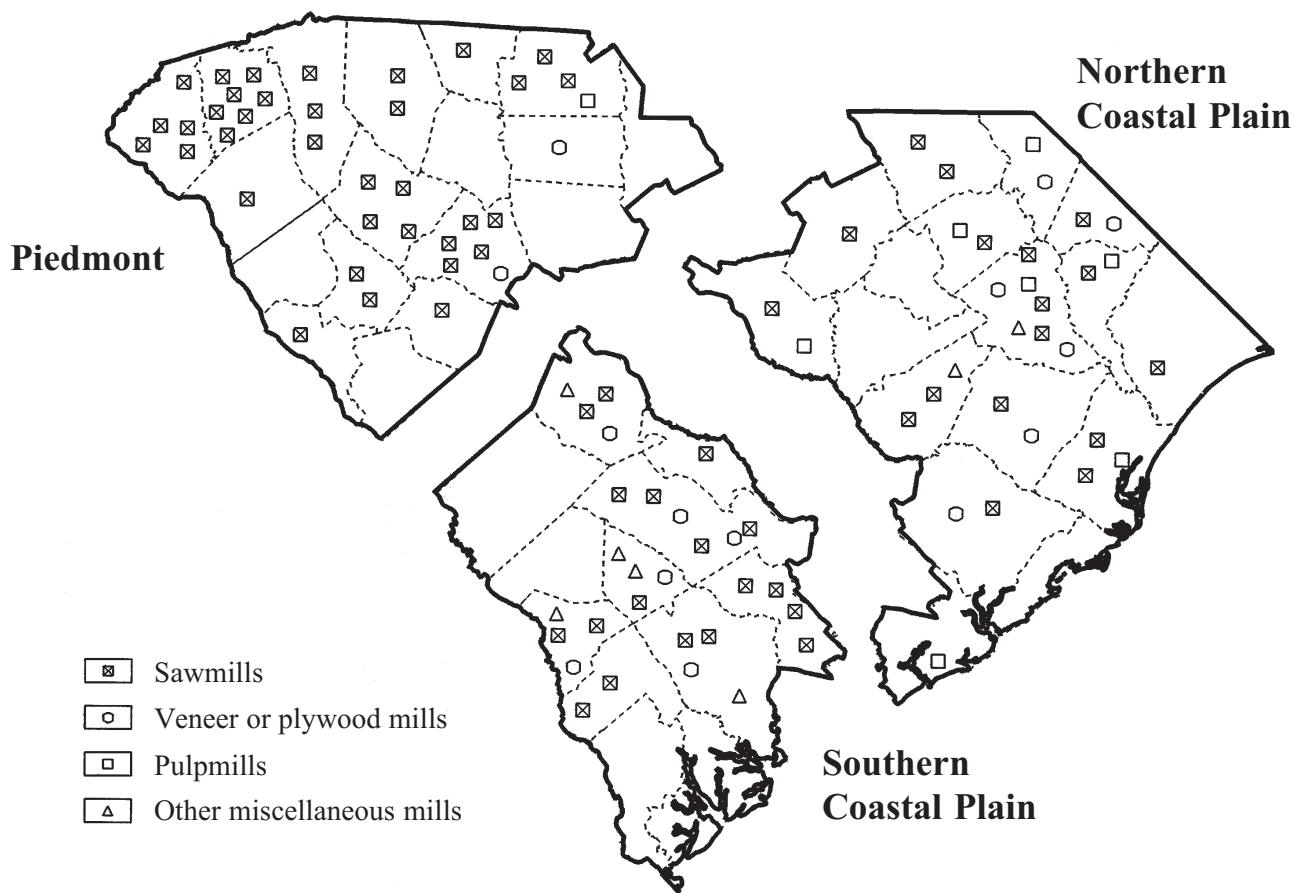 Northern
Coastal Plain
Piedmont
Sawmills
Veneer or plywood mills
Pulpmills
Other miscellaneous mills
Southern
Coastal Plain